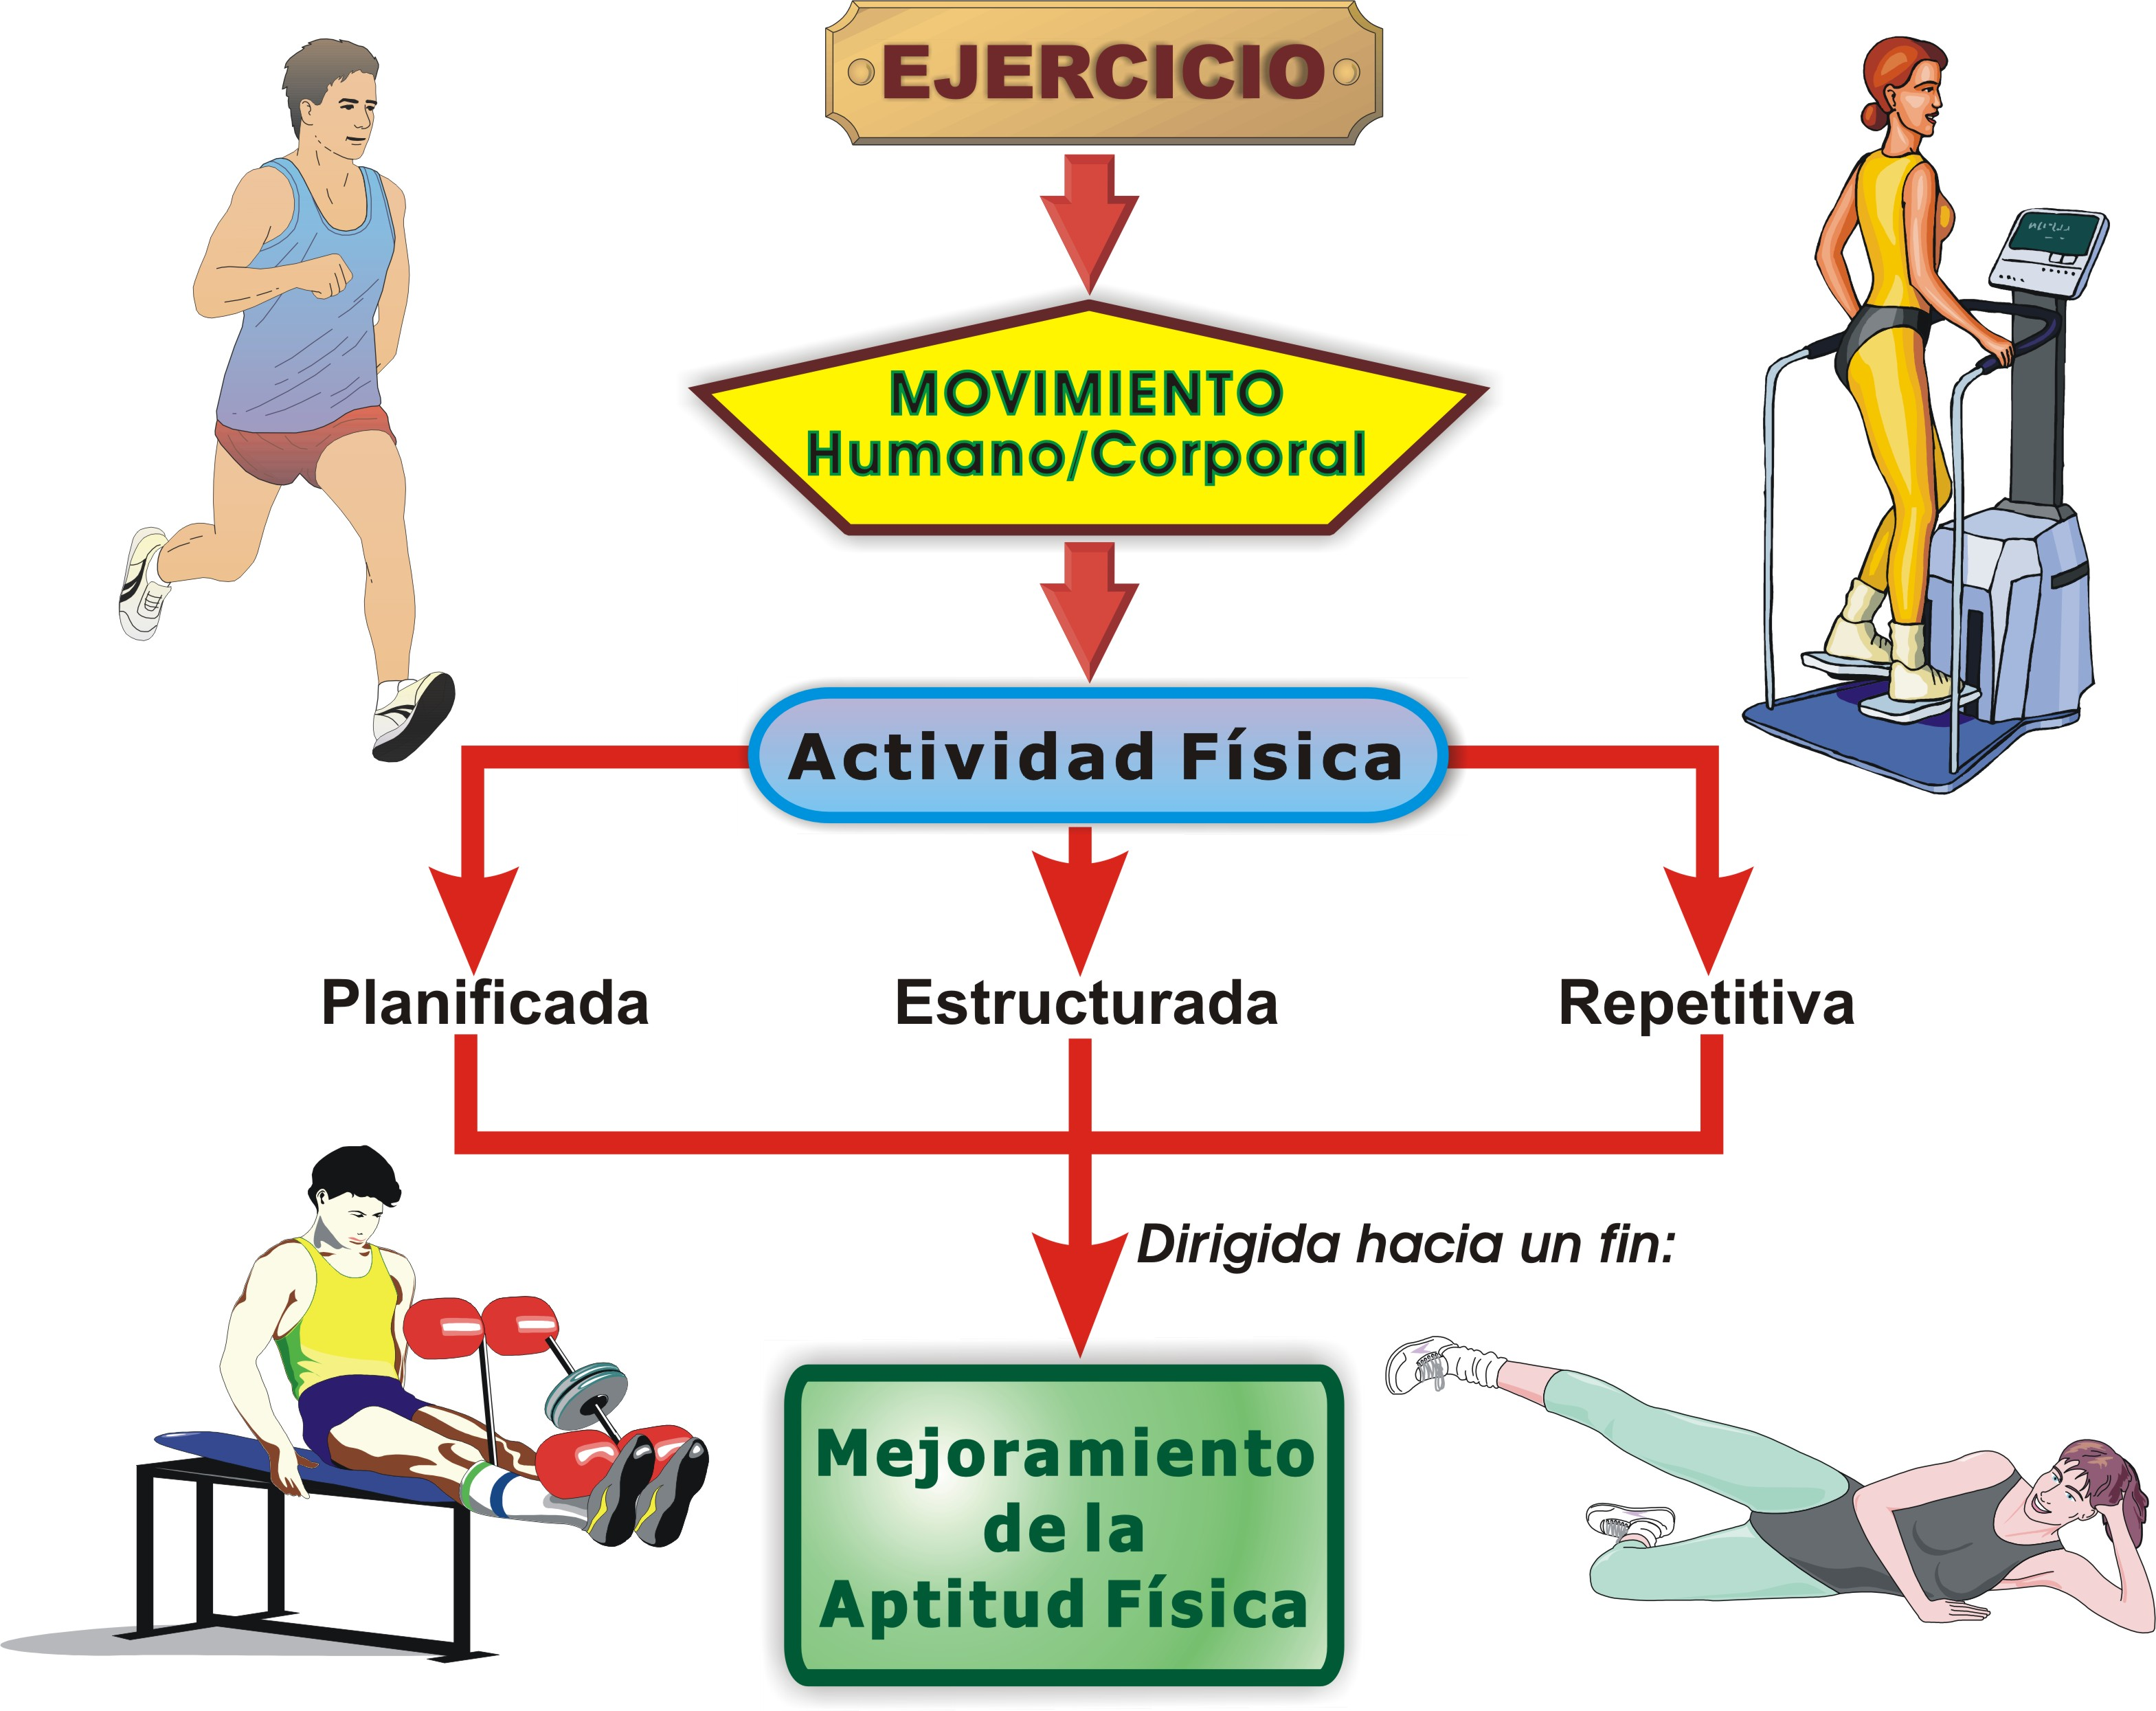 EJERCICIO
MOVIMIENTO
Humano/Corporal
Actividad Física
Planificada
Estructurada
Repetitiva
Dirigida hacia un fin:
Mejoramiento
de la
Aptitud Física